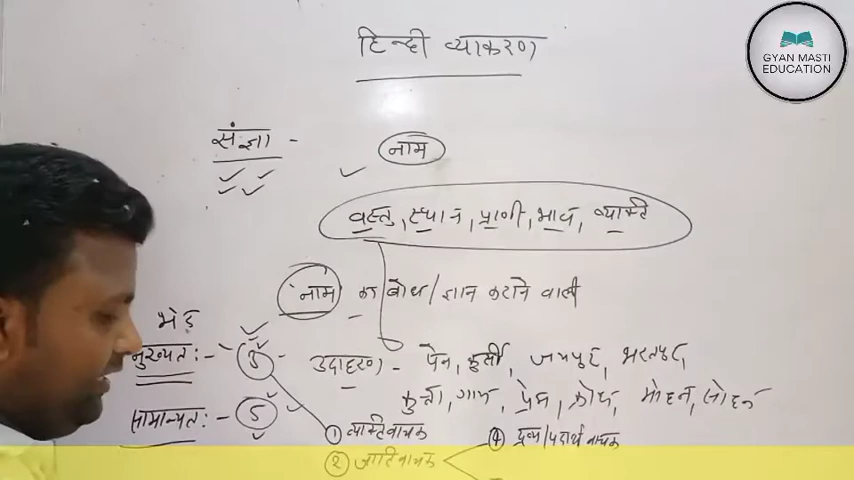 हिन्दी व्याकरण
GYAN MASTI
EDUCATION
संज्ञा - नाम
वस्तु, स्थान, प्राणी, भाव, व्यक्ति
नाम का बोध/ज्ञान कराने वाली
भेद
मुख्यत: - 3 - उदाहरण - पेन, कुर्सी, जयपुर, भरतपुर,
कुत्ता, गाय, प्रेम, क्रोध, मोहन, सोहन
सामान्यत: - 5
① व्यक्तिवाचक ④ द्रव्य/पदार्थ वाचक
② जातिवाचक